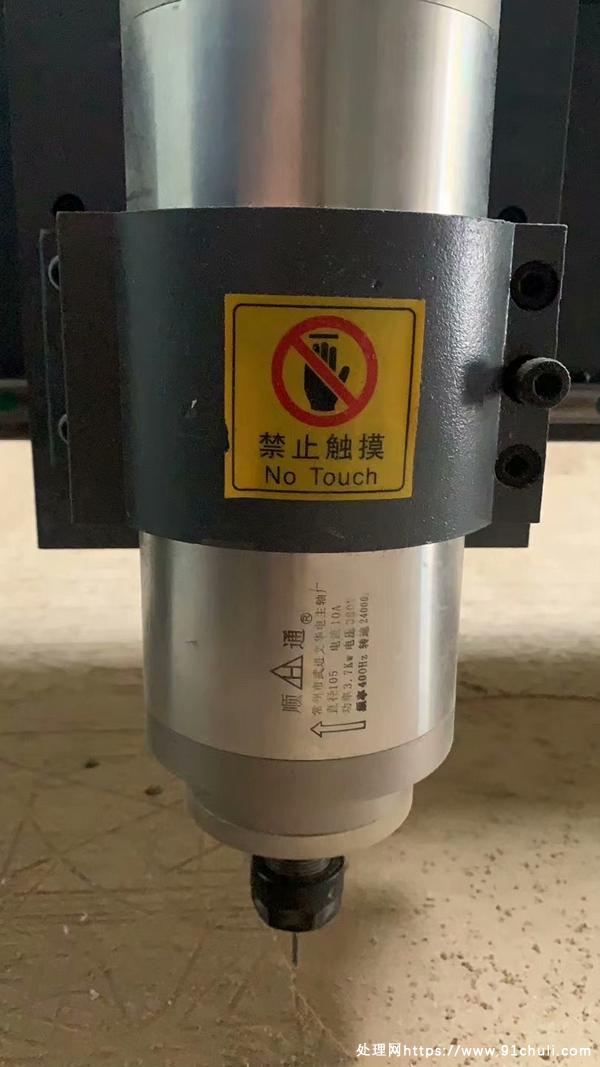 禁止触摸
No Touch
顺通®
常州市武进文华电主轴厂
直径105 电流10A
功率3.7Kw 电压380V
频率400Hz 转速24000.
处理网https://www.91chuli.com